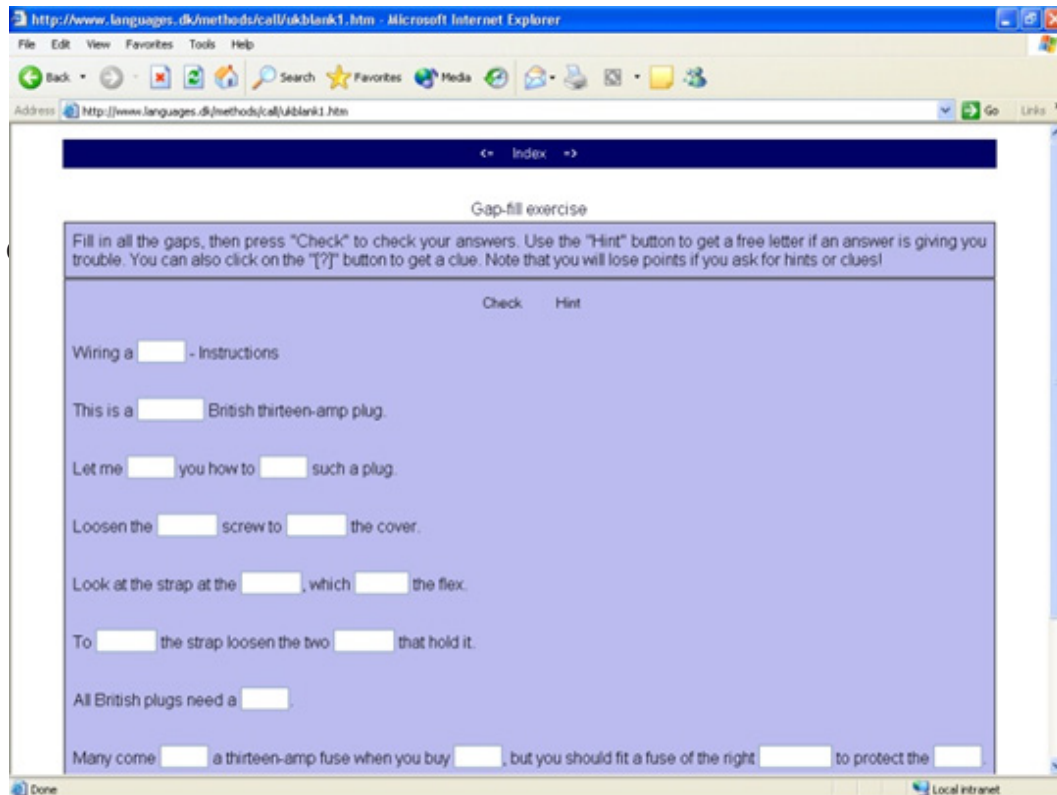 http://www.languages.dk/methods/call/ukblank1.htm - Microsoft Internet Explorer
File Edit View Favorites Tools Help
Back Search Favorites Media
Address http://www.languages.dk/methods/call/ukblank1.htm Go Links
<= Index =>
Gap-fill exercise
Fill in all the gaps, then press "Check" to check your answers. Use the "Hint" button to get a free letter if an answer is giving you
trouble. You can also click on the "[?]" button to get a clue. Note that you will lose points if you ask for hints or clues!
Check Hint
Wiring a - Instructions
This is a British thirteen-amp plug.
Let me you how to such a plug.
Loosen the screw to the cover.
Look at the strap at the , which the flex.
To the strap loosen the two that hold it.
All British plugs need a .
Many come a thirteen-amp fuse when you buy , but you should fit a fuse of the right to protect the .
Done Local intranet